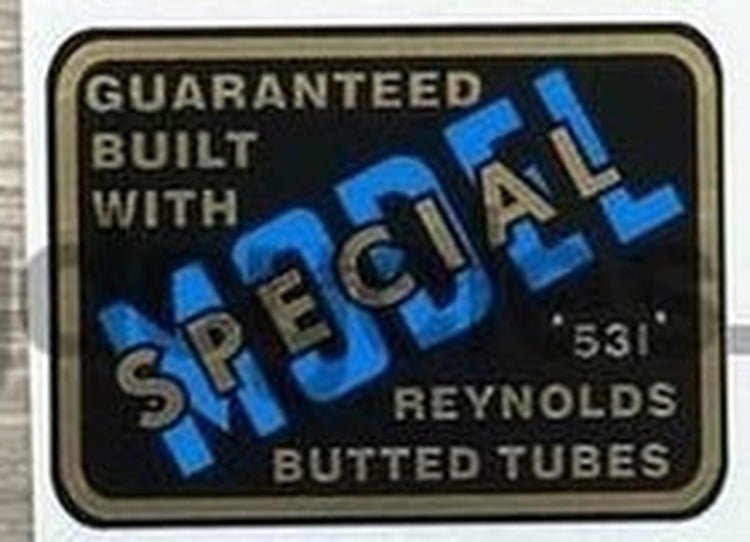 GUARANTEED
BUILT
WITH
MODEL
SPECIAL
"531"
REYNOLDS
BUTTED TUBES